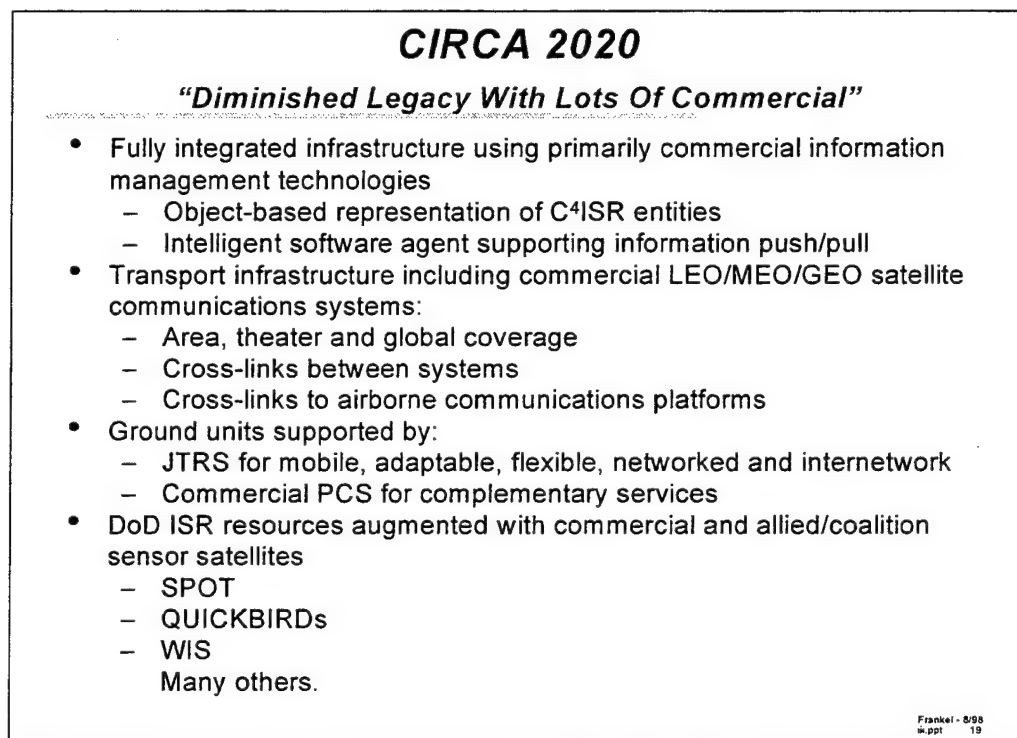 CIRCA 2020
“Diminished Legacy With Lots Of Commercial”
• Fully integrated infrastructure using primarily commercial information
management technologies
– Object-based representation of C⁴ISR entities
– Intelligent software agent supporting information push/pull
• Transport infrastructure including commercial LEO/MEO/GEO satellite
communications systems:
– Area, theater and global coverage
– Cross-links between systems
– Cross-links to airborne communications platforms
• Ground units supported by:
– JTRS for mobile, adaptable, flexible, networked and internetwork
– Commercial PCS for complementary services
• DoD ISR resources augmented with commercial and allied/coalition
sensor satellites
– SPOT
– QUICKBIRDs
– WIS
Many others.
Frankel - 8/98
19